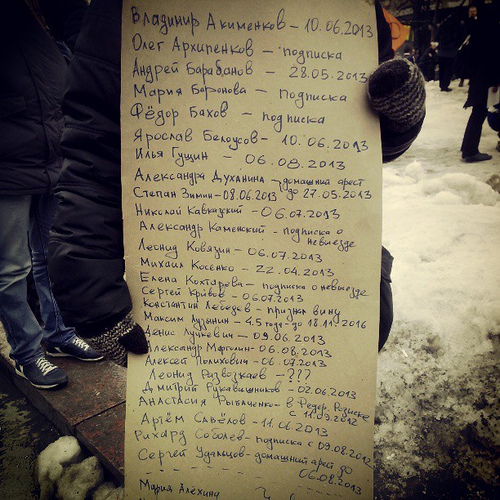 Владимир Акименков – 10.06.2013
Олег Архипенков – подписка
Андрей Барабанов – 28.05.2013
Мария Баронова – подписка
Фёдор Бахов – подписка
Ярослав Белоусов – 10.06.2013
Илья Гущин – 06.08.2013
Александра Духанина – домашний арест
Степан Зимин – 08.06.2013 до 27.05.2013
Николай Кавказский – 06.07.2013
Александр Каменский – подписка о
невыезде
Леонид Ковязин – 06.07.2013
Михаил Косенко – 22.04.2013
Елена Кохтарева – подписка о невыезде
Сергей Кривов – 06.07.2013
Константин Лебедев – признал вину
Максим Лузянин – 4.5 года – до 18.11.2016
Денис Луцкевич – 09.06.2013
Александр Марголин – 06.08.2013
Алексей Полихович – 06.07.2013
Леонид Развозжаев – ???
Дмитрий Рукавишников – 02.06.2013
Анастасия Рыбаченко – в Федер. Розыске
с 11.09.2012
Артём Савёлов – 11.06.2013
Рихард Соболев – подписка с 09.08.2012
Сергей Удальцов – домашний арест до
06.08.2013
Мария Алёхина